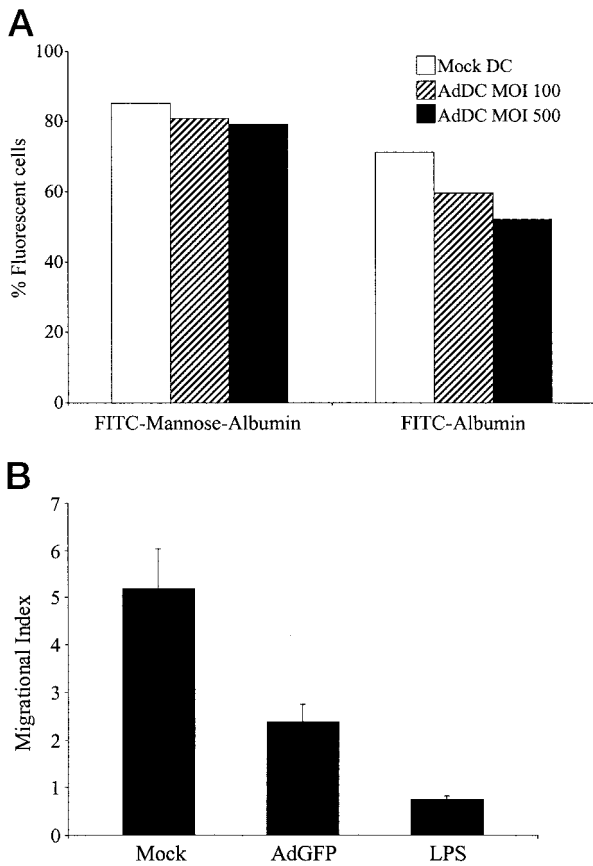 A
100
80
60
40
20
0
% Fluorescent cells
Mock DC
AdDC MOI 100
AdDC MOI 500
FITC-Mannose-Albumin
FITC-Albumin
B
7
6
5
4
3
2
1
0
Migrational Index
Mock
AdGFP
LPS